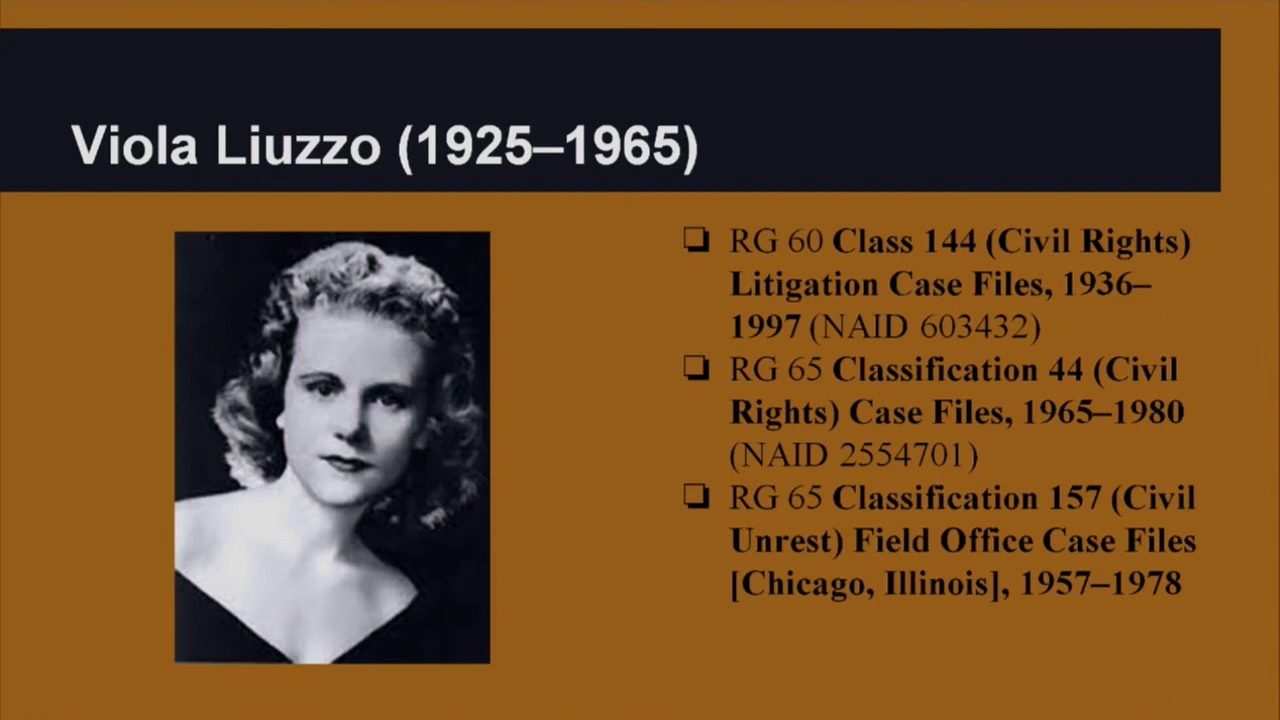 Viola Liuzzo (1925–1965)
❏ RG 60 Class 144 (Civil Rights)
Litigation Case Files, 1936–
1997 (NAID 603432)
❏ RG 65 Classification 44 (Civil
Rights) Case Files, 1965–1980
(NAID 2554701)
❏ RG 65 Classification 157 (Civil
Unrest) Field Office Case Files
[Chicago, Illinois], 1957–1978